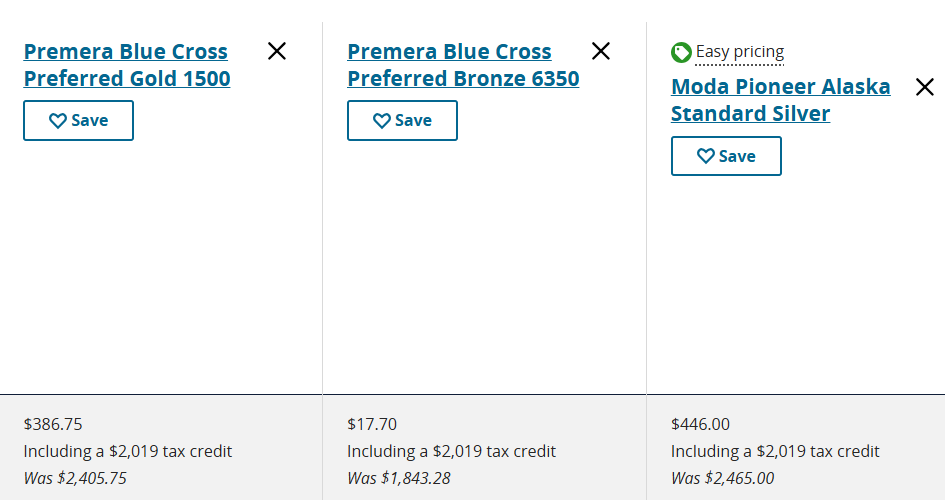 Premera Blue Cross
Preferred Gold 1500
Save
$386.75
Including a $2,019 tax credit
Was $2,405.75
Premera Blue Cross
Preferred Bronze 6350
Save
$17.70
Including a $2,019 tax credit
Was $1,843.28
Easy pricing
Moda Pioneer Alaska
Standard Silver
Save
$446.00
Including a $2,019 tax credit
Was $2,465.00